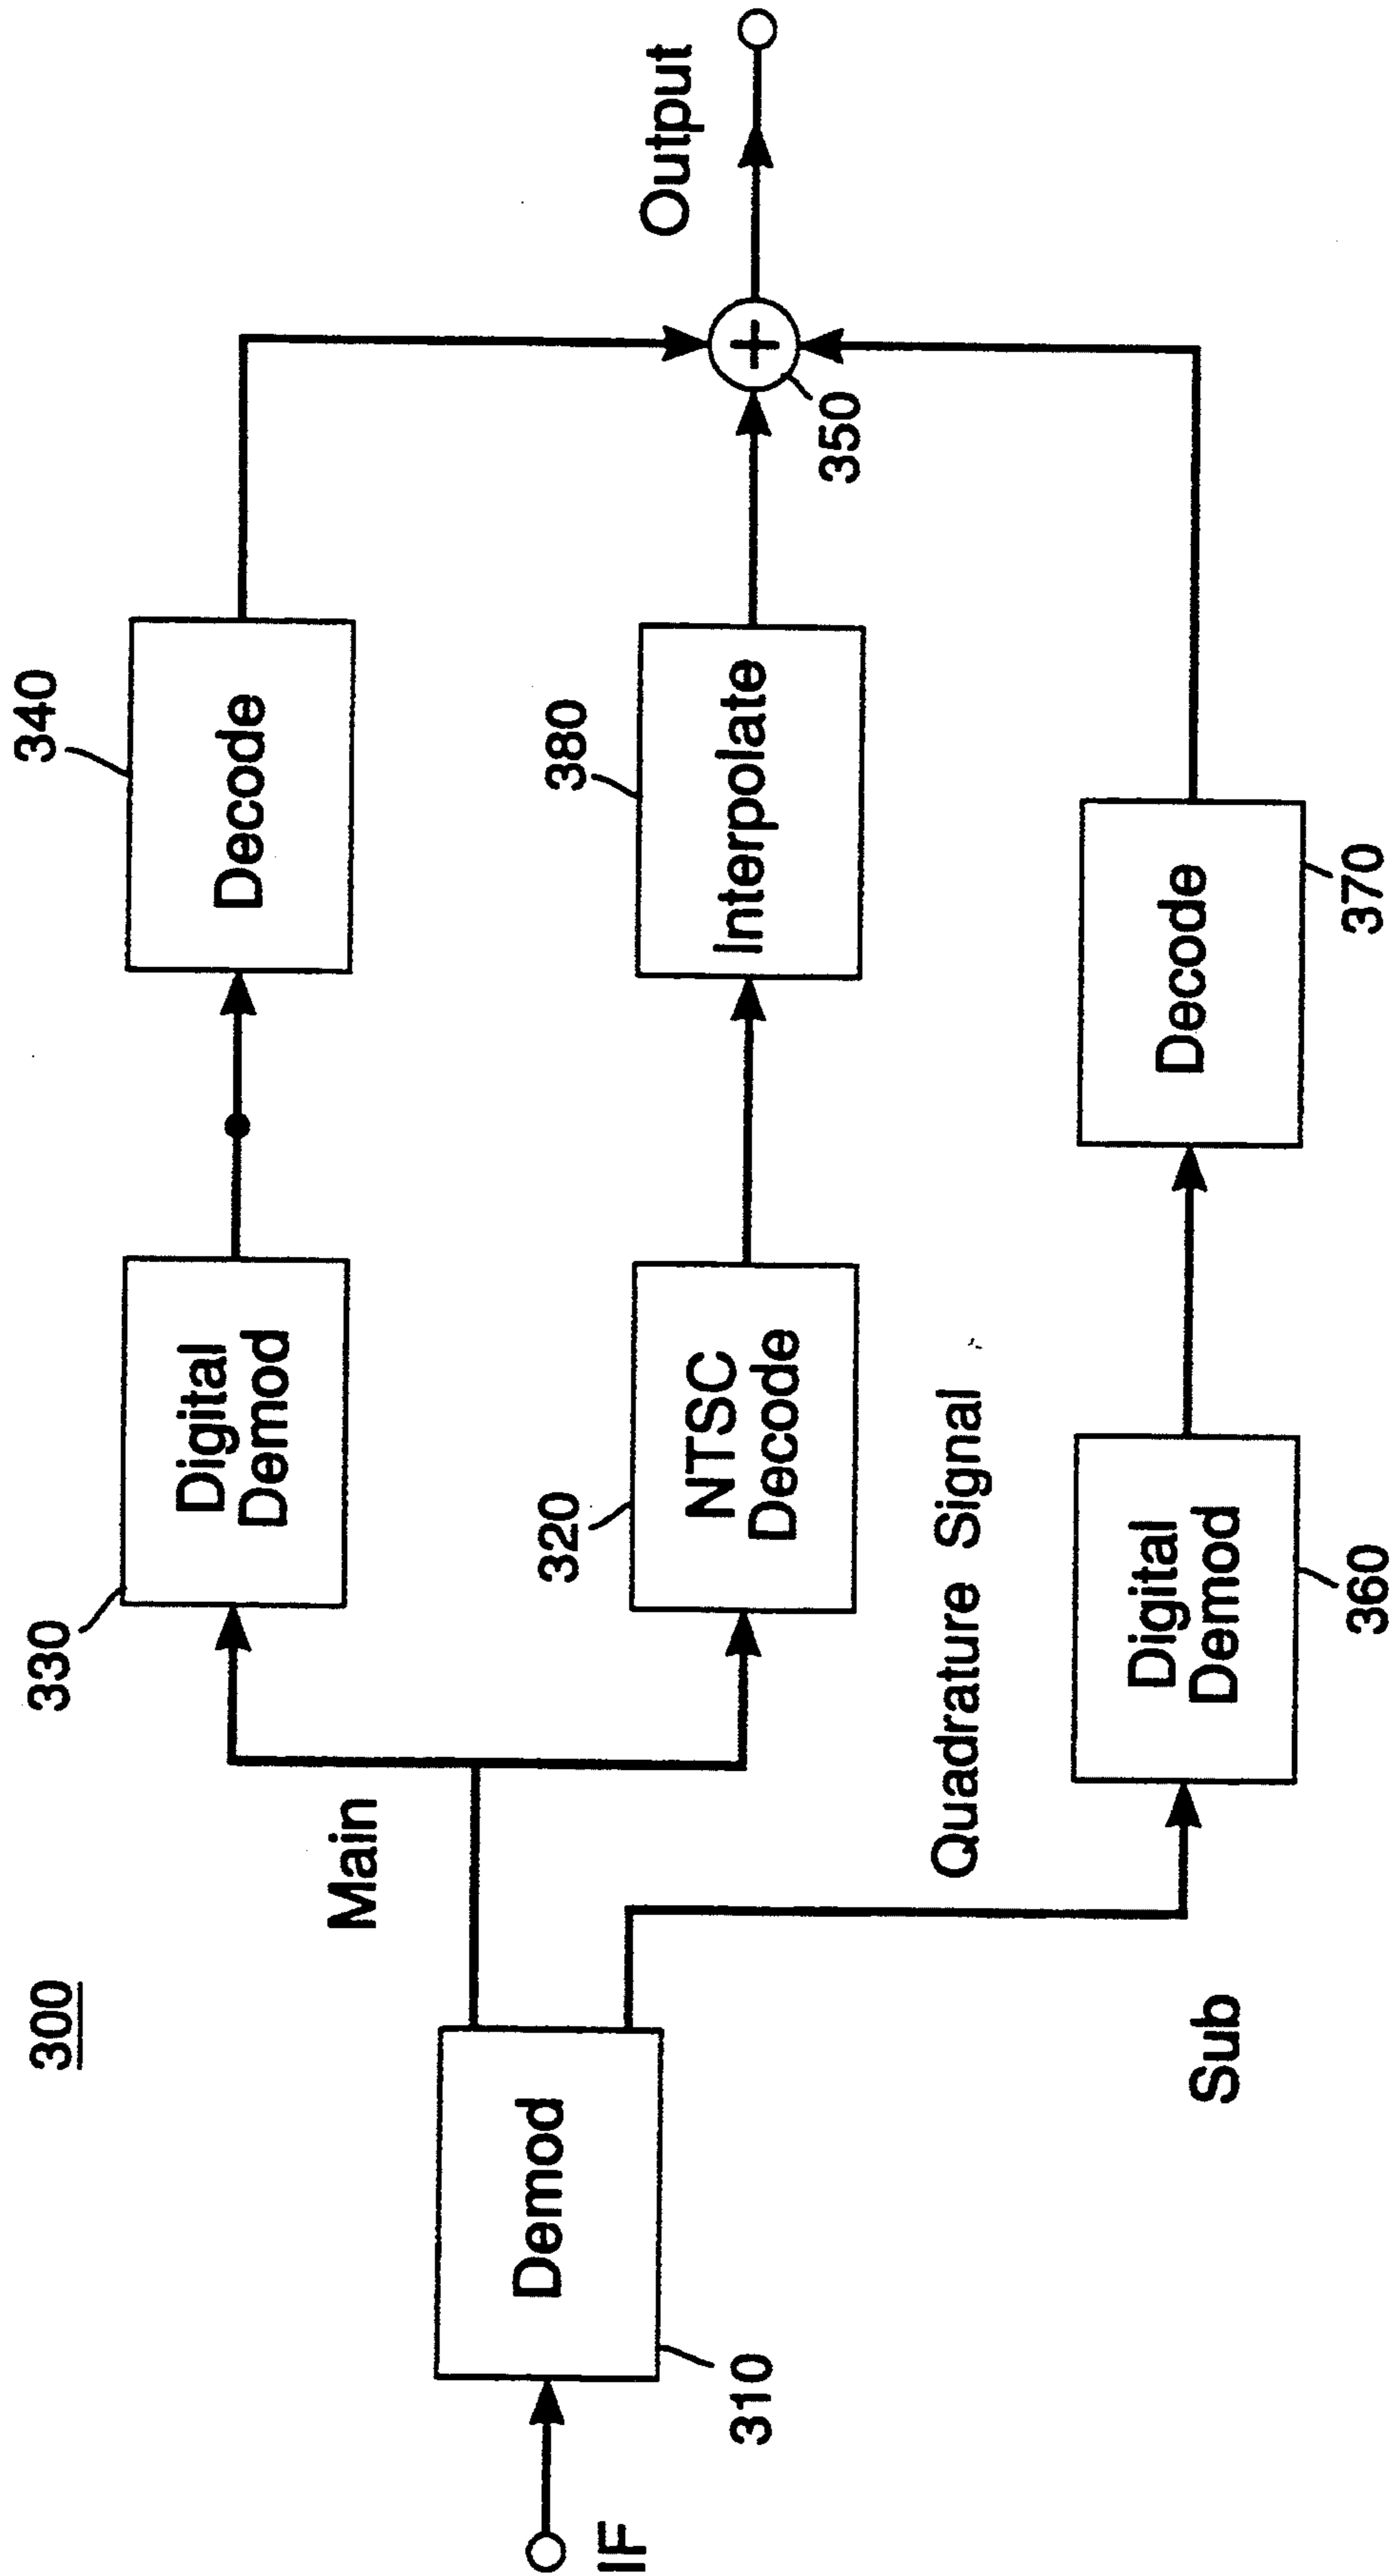 300
330
Digital
Demod
340
Decode
Main
IF
Demod
310
320
NTSC
Decode
380
Interpolate
350
Output
Quadrature Signal
Sub
Digital
Demod
360
Decode
370
+